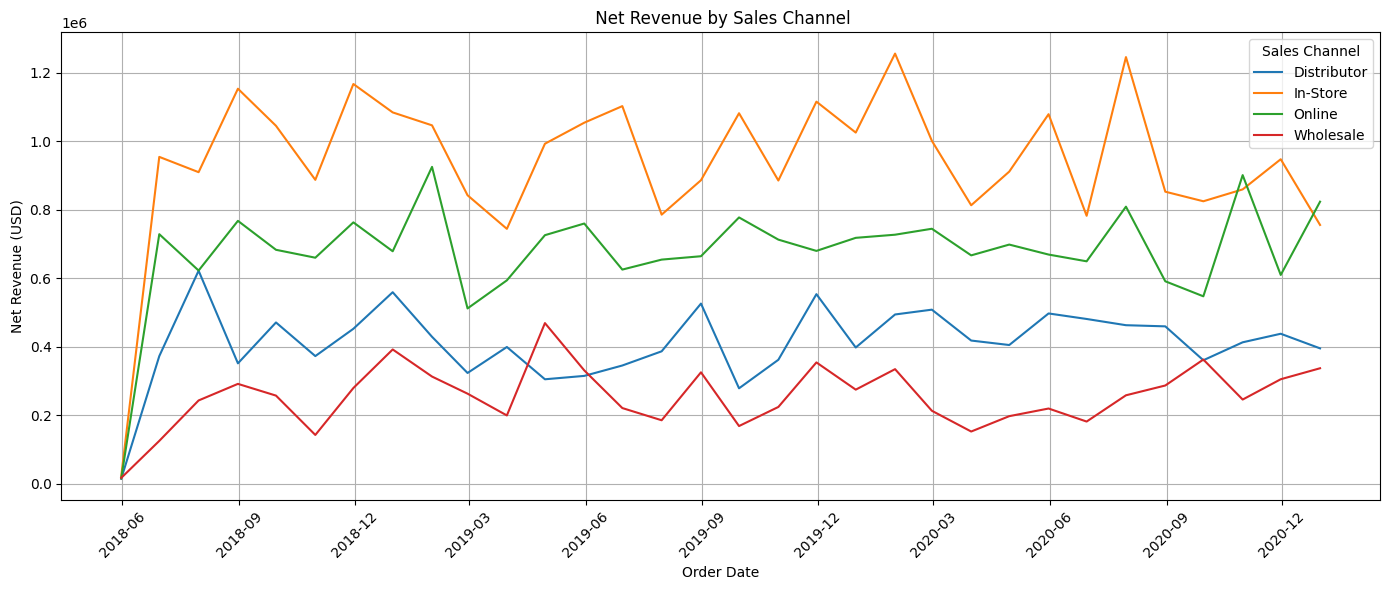 Net Revenue by Sales Channel
1e6
Sales Channel
Distributor
In-Store
Online
Wholesale
Net Revenue (USD)
1.2
1.0
0.8
0.6
0.4
0.2
0.0
2018-06
2018-09
2018-12
2019-03
2019-06
2019-09
2019-12
2020-03
2020-06
2020-09
2020-12
Order Date